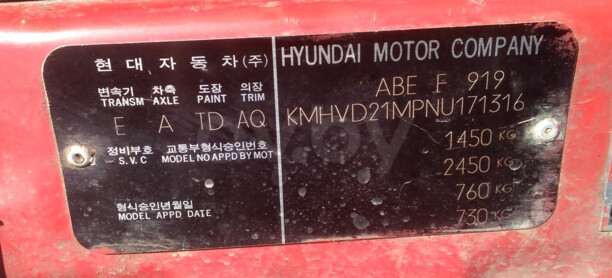 현대자동차(주)
변속기 차축 도장 의장
TRANSM AXLE PAINT TRIM
E A TD AQ
정비부호 교통부형식승인번호
S.V.C MODEL NO APPD BY MOT
형식승인년월일
MODEL APPD DATE
HYUNDAI MOTOR COMPANY
ABE F 919
KMHVD21MPNU171316
1450 KG
2450 KG
760 KG
730 KG